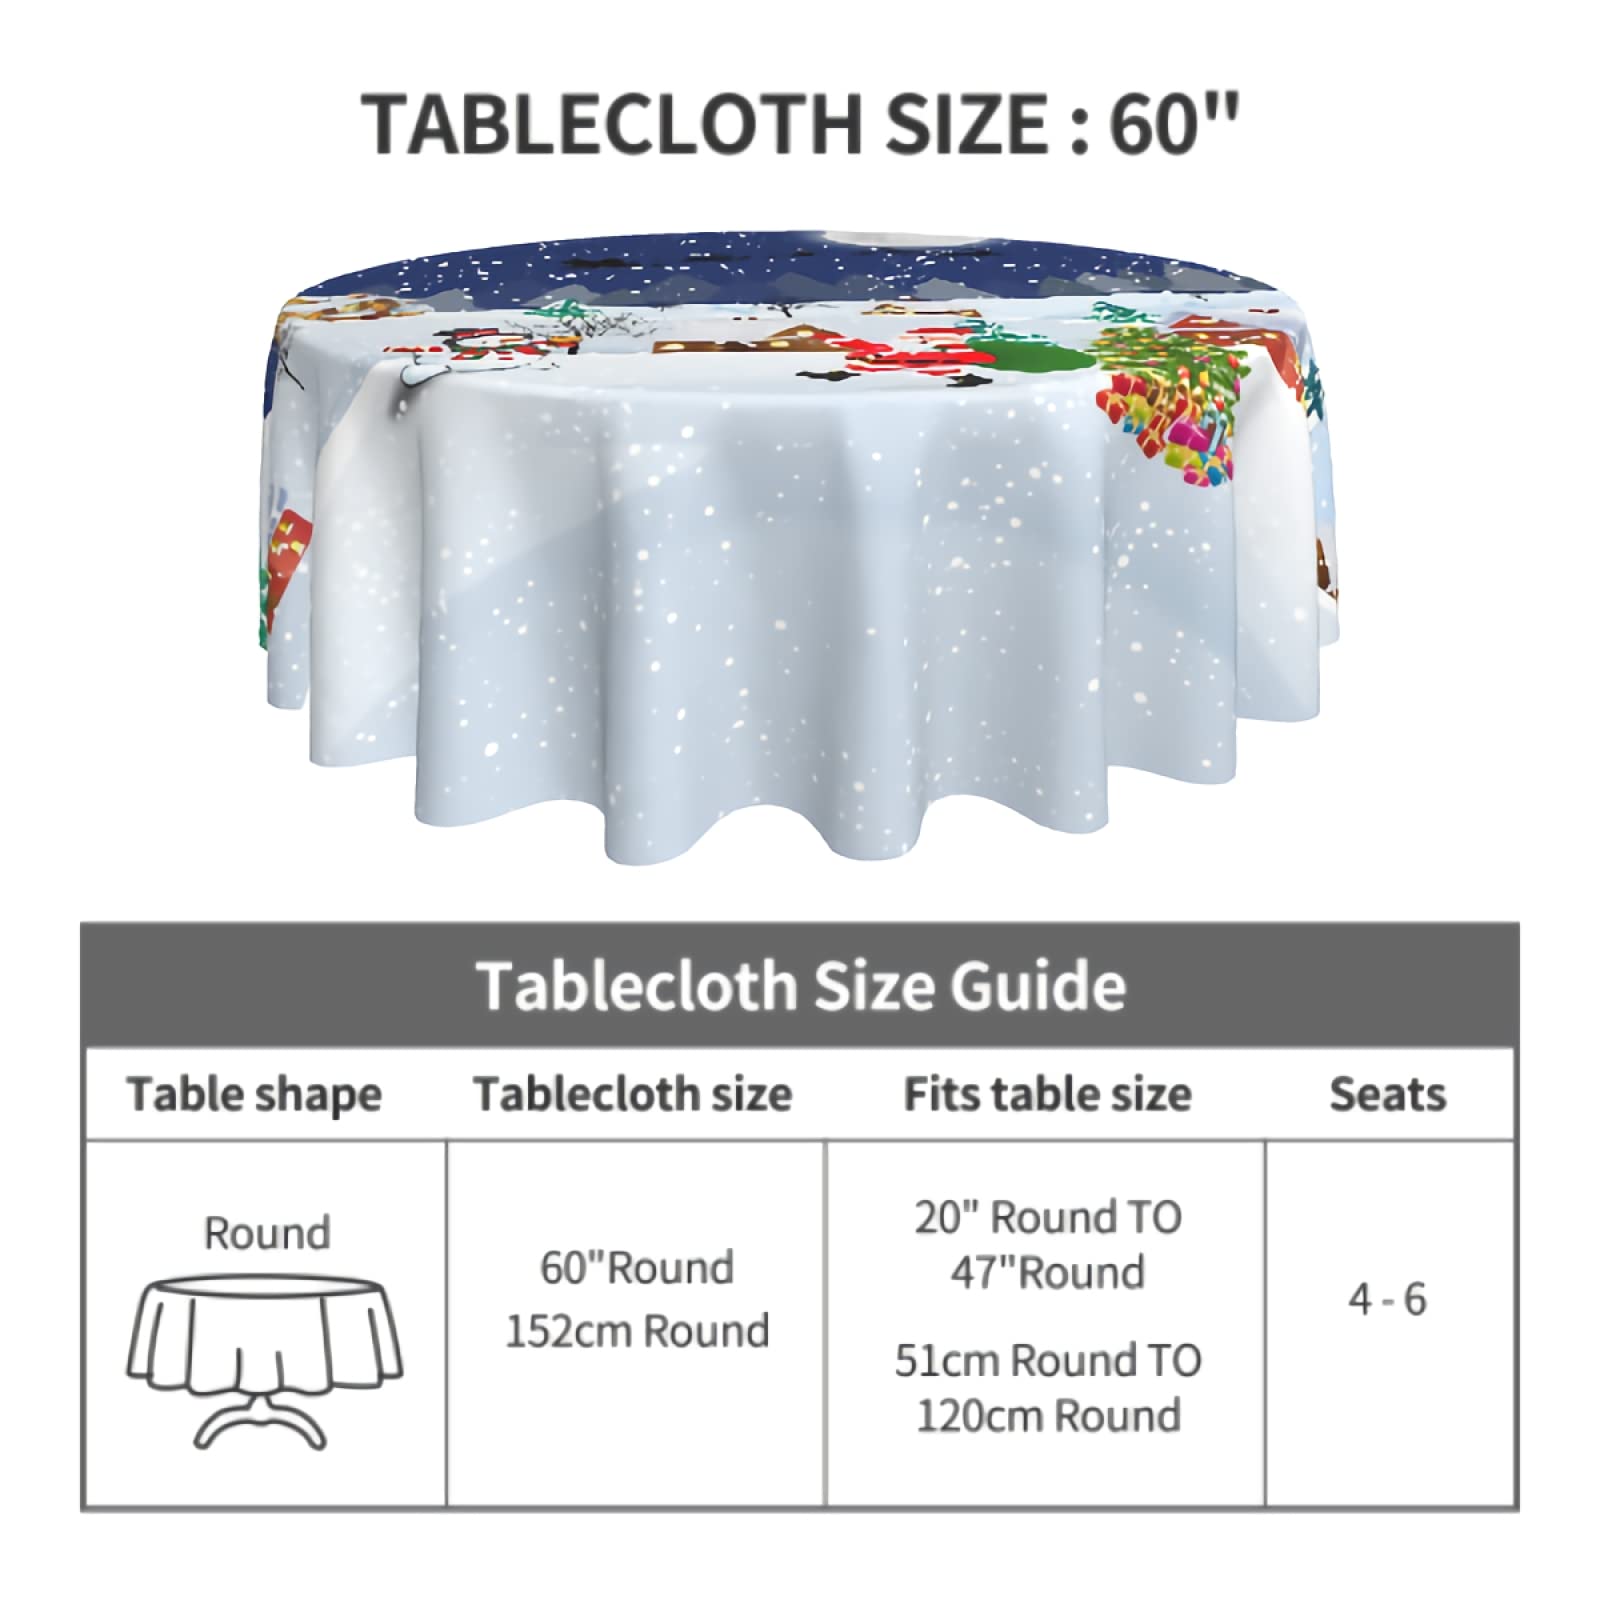 TABLECLOTH SIZE : 60"
Tablecloth Size Guide
Table shape
Tablecloth size
Fits table size
Seats
Round
60"Round
152cm Round
20" Round TO
47"Round
51cm Round TO
120cm Round
4 - 6